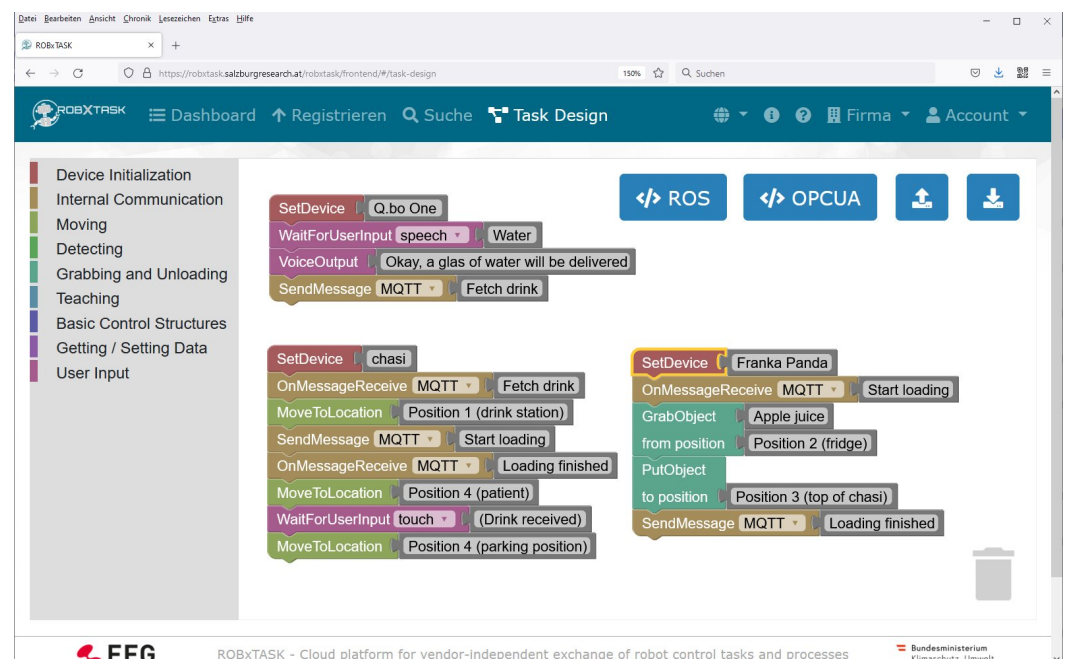 Datei Bearbeiten Ansicht Chronik Lesezeichen Extras Hilfe
ROBxTASK
https://robxtask.salzburgresearch.at/robxtask/frontend/#/task-design 150% Suchen
ROBXTASK Dashboard Registrieren Suche Task Design Firma Account
Device Initialization
Internal Communication
Moving
Detecting
Grabbing and Unloading
Teaching
Basic Control Structures
Getting / Setting Data
User Input
</> ROS </> OPCUA
SetDevice Q.bo One
WaitForUserInput speech Water
VoiceOutput Okay, a glas of water will be delivered
SendMessage MQTT Fetch drink
SetDevice chasi
OnMessageReceive MQTT Fetch drink
MoveToLocation Position 1 (drink station)
SendMessage MQTT Start loading
OnMessageReceive MQTT Loading finished
MoveToLocation Position 4 (patient)
WaitForUserInput touch (Drink received)
MoveToLocation Position 4 (parking position)
SetDevice Franka Panda
OnMessageReceive MQTT Start loading
GrabObject Apple juice
from position Position 2 (fridge)
PutObject
to position Position 3 (top of chasi)
SendMessage MQTT Loading finished
FFG
ROBxTASK - Cloud platform for vendor-independent exchange of robot control tasks and processes
Bundesministerium
Klimaschutz, Umwelt,